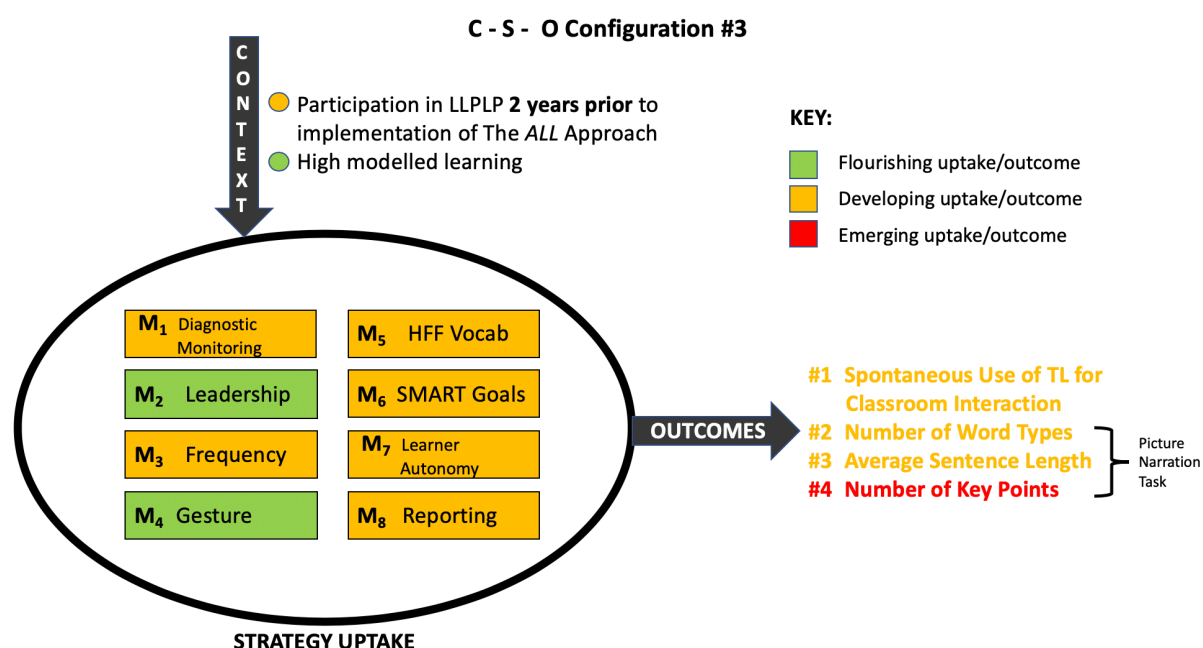 C - S - O Configuration #3
CONTEXT
Participation in LLPLP 2 years prior to
implementation of The ALL Approach
High modelled learning
KEY:
Flourishing uptake/outcome
Developing uptake/outcome
Emerging uptake/outcome
M1 Diagnostic
Monitoring
M2 Leadership
M3 Frequency
M4 Gesture
M5 HFF Vocab
M6 SMART Goals
M7 Learner
Autonomy
M8 Reporting
STRATEGY UPTAKE
OUTCOMES
#1 Spontaneous Use of TL for
Classroom Interaction
#2 Number of Word Types
#3 Average Sentence Length
#4 Number of Key Points
Picture
Narration
Task